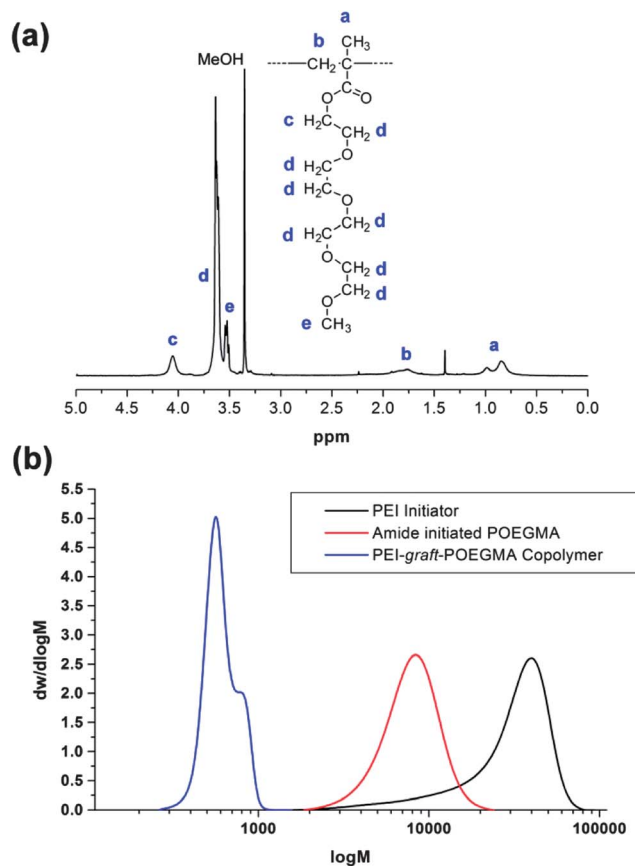 (a)
a
b
CH₃
MeOH
CH₂
C
O
C
O
c
H₂C
CH₂
d
O
d
H₂C
d
H₂C
O
CH₂
d
d
H₂C
O
CH₂
d
CH₂
d
O
e
CH₃
d
e
c
b
a
5.0 4.5 4.0 3.5 3.0 2.5 2.0 1.5 1.0 0.5 0.0
ppm
(b)
5.5
5.0
4.5
4.0
3.5
3.0
2.5
2.0
1.5
1.0
0.5
0.0
dw/dlogM
PEI Initiator
Amide initiated POEGMA
PEI-graft-POEGMA Copolymer
1000 10000 100000
logM